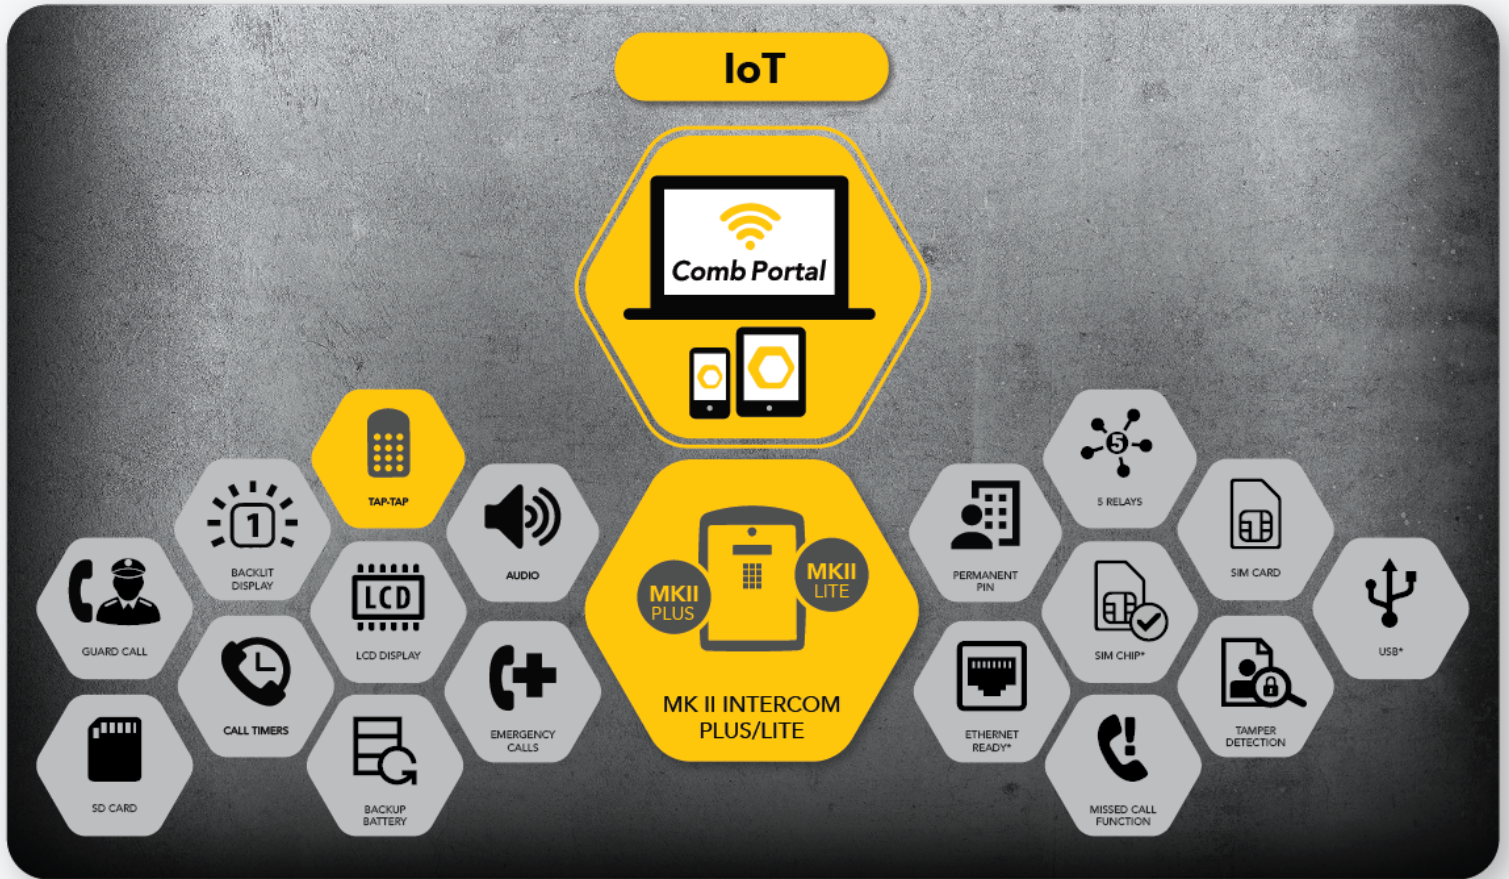 IoT
Comb Portal
TAP-TAP
1
BACKLIT
DISPLAY
AUDIO
GUARD CALL
LCD
LCD DISPLAY
CALL TIMERS
EMERGENCY
CALLS
SD CARD
BACKUP
BATTERY
MKII
PLUS
MKII
LITE
MK II INTERCOM
PLUS/LITE
5
5 RELAYS
PERMANENT
PIN
SIM CARD
SIM CHIP*
USB*
ETHERNET
READY*
TAMPER
DETECTION
MISSED CALL
FUNCTION